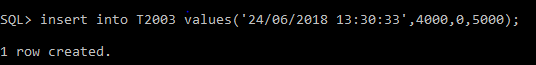 SQL> insert into T2003 values('24/06/2018 13:30:33',4000,0,5000);
1 row created.